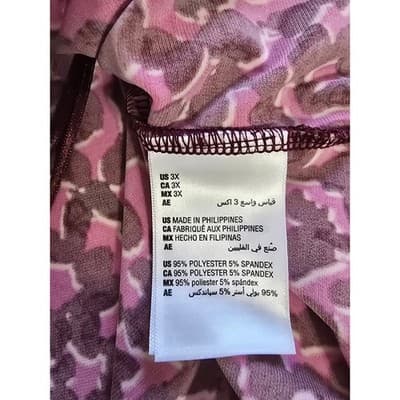 US 3X
CA 3X
MX 3X
AE قياس واسع 3 اكس
US MADE IN PHILIPPINES
CA FABRIQUÉ AUX PHILIPPINES
MX HECHO EN FILIPINAS
AE صنع في الفلبين
US 95% POLYESTER 5% SPANDEX
CA 95% POLYESTER 5% SPANDEX
MX 95% poliester 5% spándex
AE 95% بولي أستر 5% سباندكس